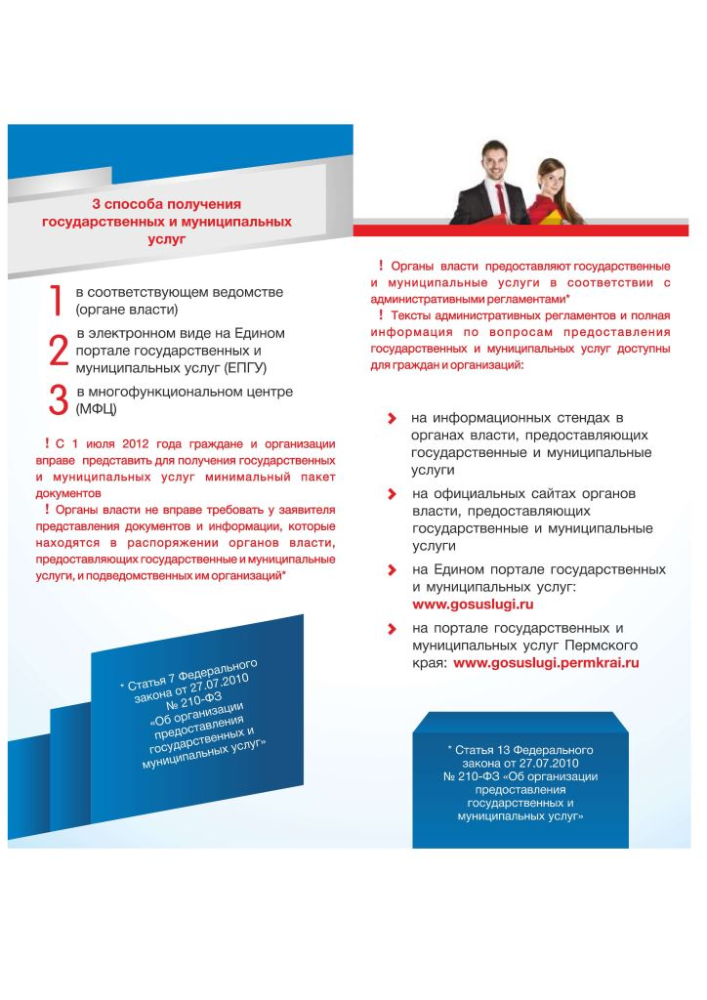 3 способа получения
государственных и муниципальных
услуг
1 в соответствующем ведомстве
(органе власти)
2 в электронном виде на Едином
портале государственных и
муниципальных услуг (ЕПГУ)
3 в многофункциональном центре
(МФЦ)
! С 1 июля 2012 года граждане и организации
вправе представить для получения государственных
и муниципальных услуг минимальный пакет
документов
! Органы власти не вправе требовать у заявителя
представления документов и информации, которые
находятся в распоряжении органов власти,
предоставляющих государственные и муниципальные
услуги, и подведомственных им организаций*
* Статья 7 Федерального
закона от 27.07.2010
№ 210-ФЗ
«Об организации
предоставления
государственных и
муниципальных услуг»
! Органы власти предоставляют государственные
и муниципальные услуги в соответствии с
административными регламентами*
! Тексты административных регламентов и полная
информация по вопросам предоставления
государственных и муниципальных услуг доступны
для граждан и организаций:
на информационных стендах в
органах власти, предоставляющих
государственные и муниципальные
услуги
на официальных сайтах органов
власти, предоставляющих
государственные и муниципальные
услуги
на Едином портале государственных
и муниципальных услуг:
www.gosuslugi.ru
на портале государственных и
муниципальных услуг Пермского
края: www.gosuslugi.permkrai.ru
* Статья 13 Федерального
закона от 27.07.2010
№ 210-ФЗ «Об организации
предоставления
государственных и
муниципальных услуг»